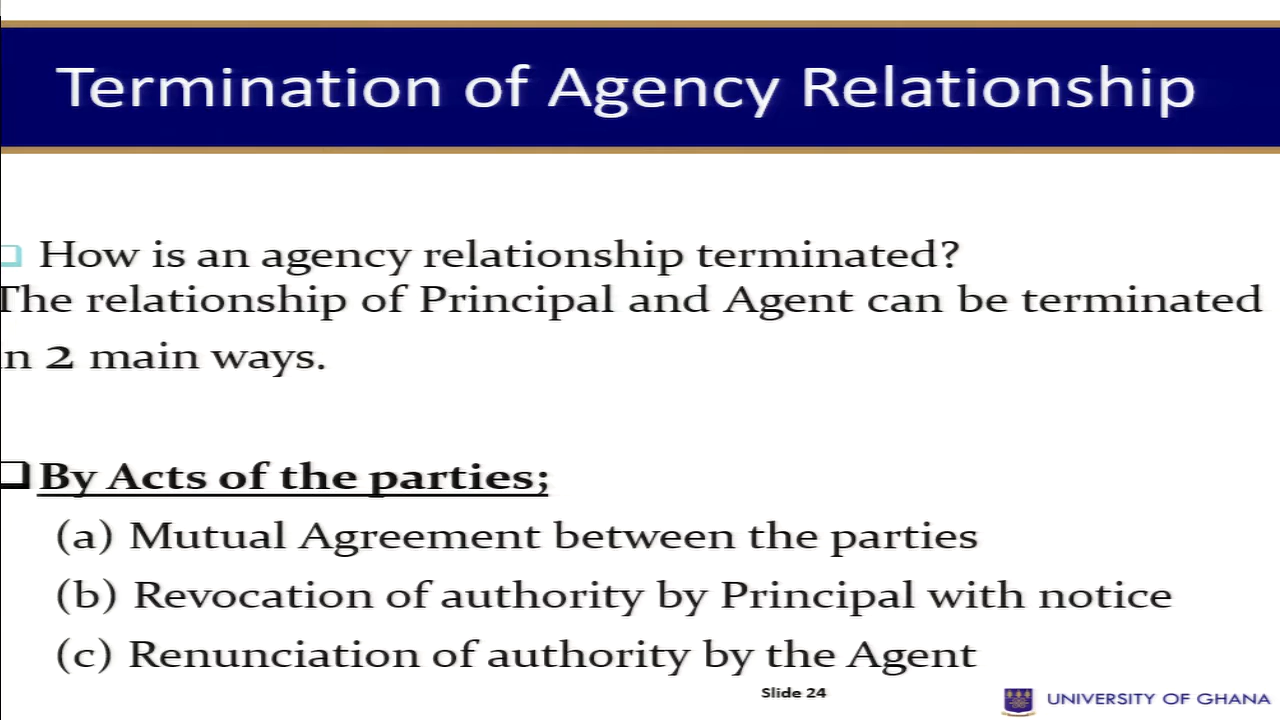 Termination of Agency Relationship
How is an agency relationship terminated?
The relationship of Principal and Agent can be terminated
in 2 main ways.
By Acts of the parties;
(a) Mutual Agreement between the parties
(b) Revocation of authority by Principal with notice
(c) Renunciation of authority by the Agent
Slide 24
UNIVERSITY OF GHANA